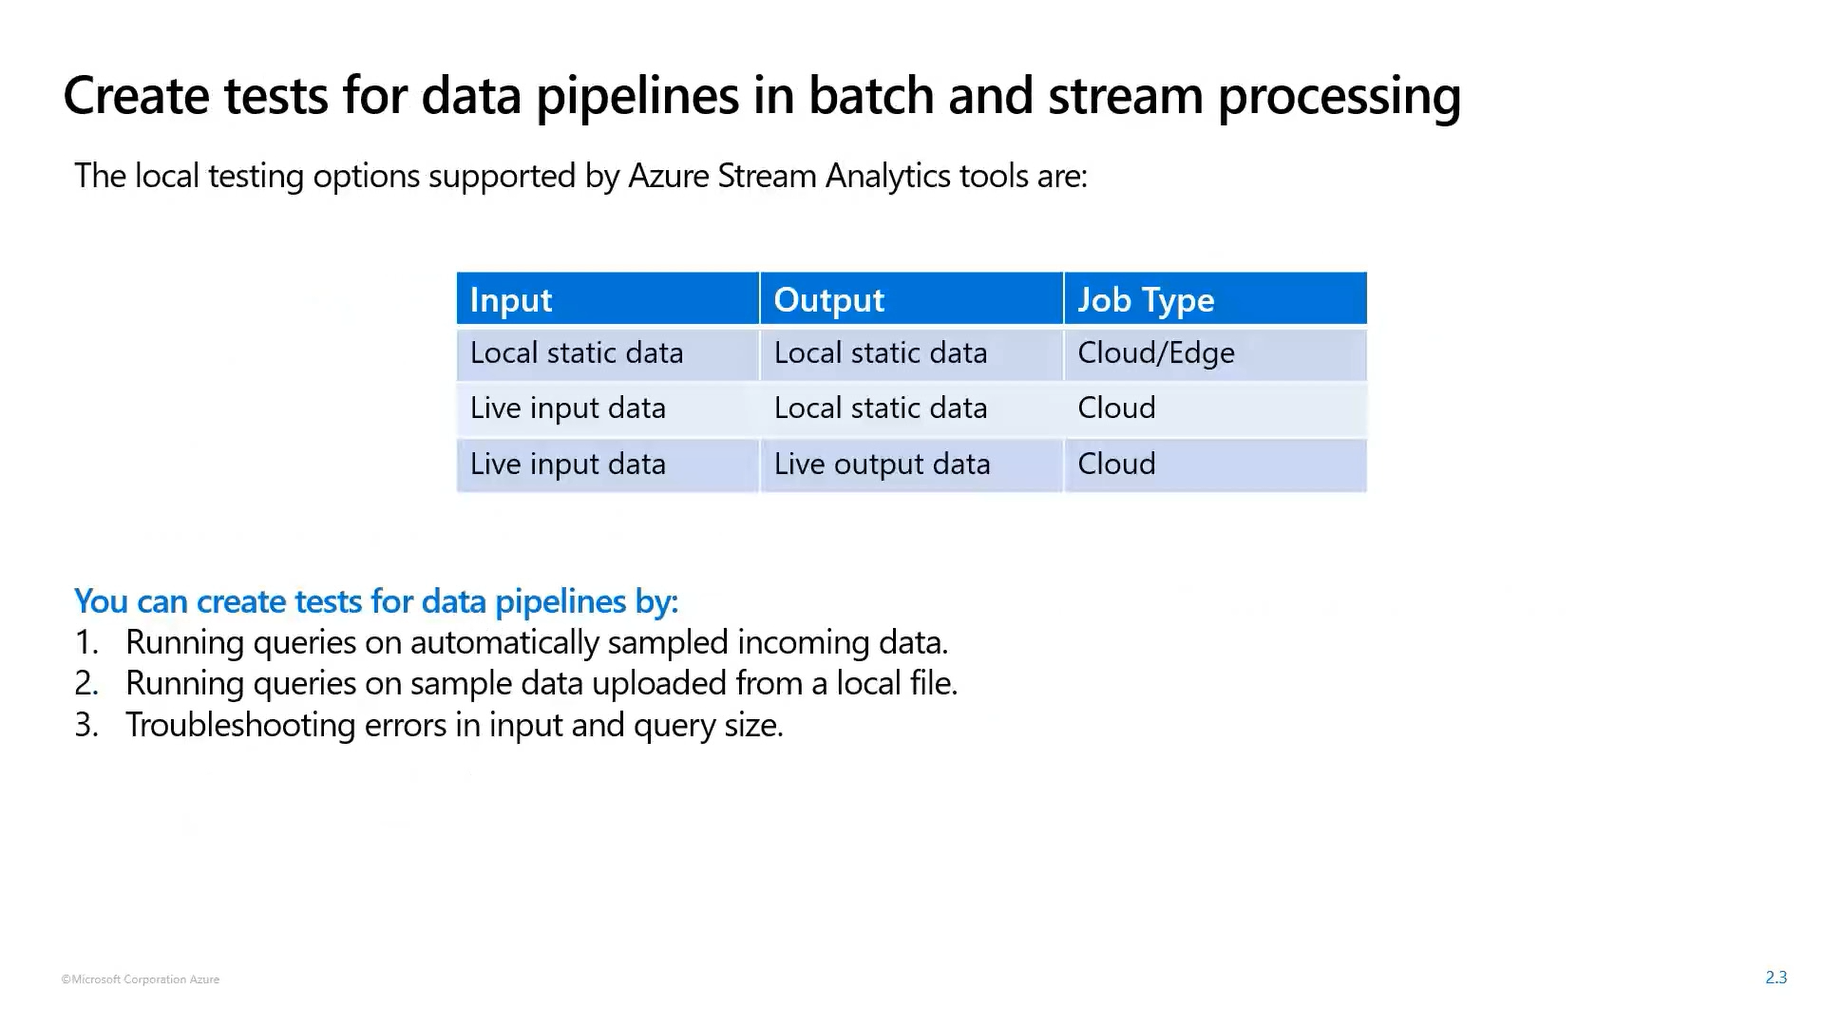 Create tests for data pipelines in batch and stream processing
The local testing options supported by Azure Stream Analytics tools are:
Input Output Job Type
Local static data Local static data Cloud/Edge
Live input data Local static data Cloud
Live input data Live output data Cloud
You can create tests for data pipelines by:
1. Running queries on automatically sampled incoming data.
2. Running queries on sample data uploaded from a local file.
3. Troubleshooting errors in input and query size.
©Microsoft Corporation Azure
2.3